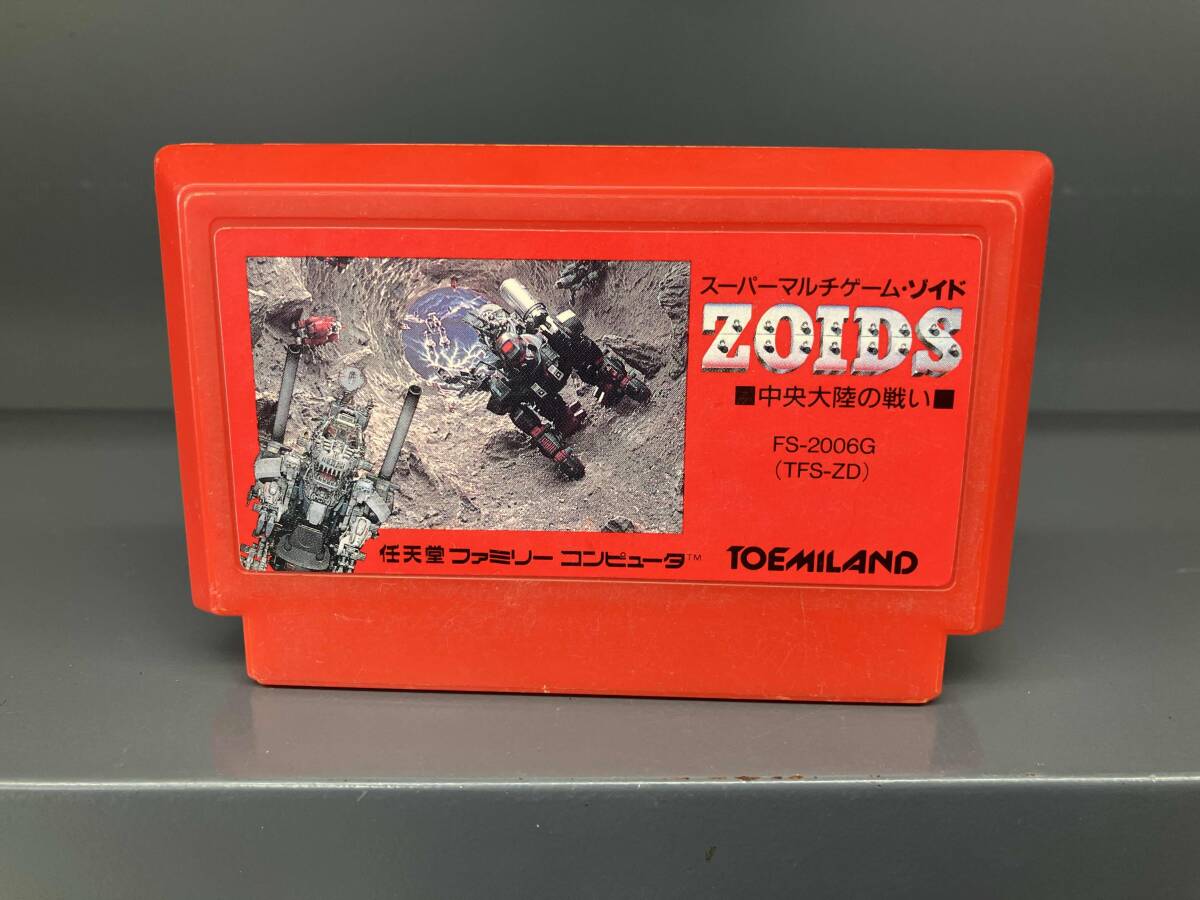 スーパーマルチゲーム・ゾイド
ZOIDS
■中央大陸の戦い■
FS-2006G
(TFS-ZD)
任天堂 ファミリー コンピュータ™
TOEMILAND